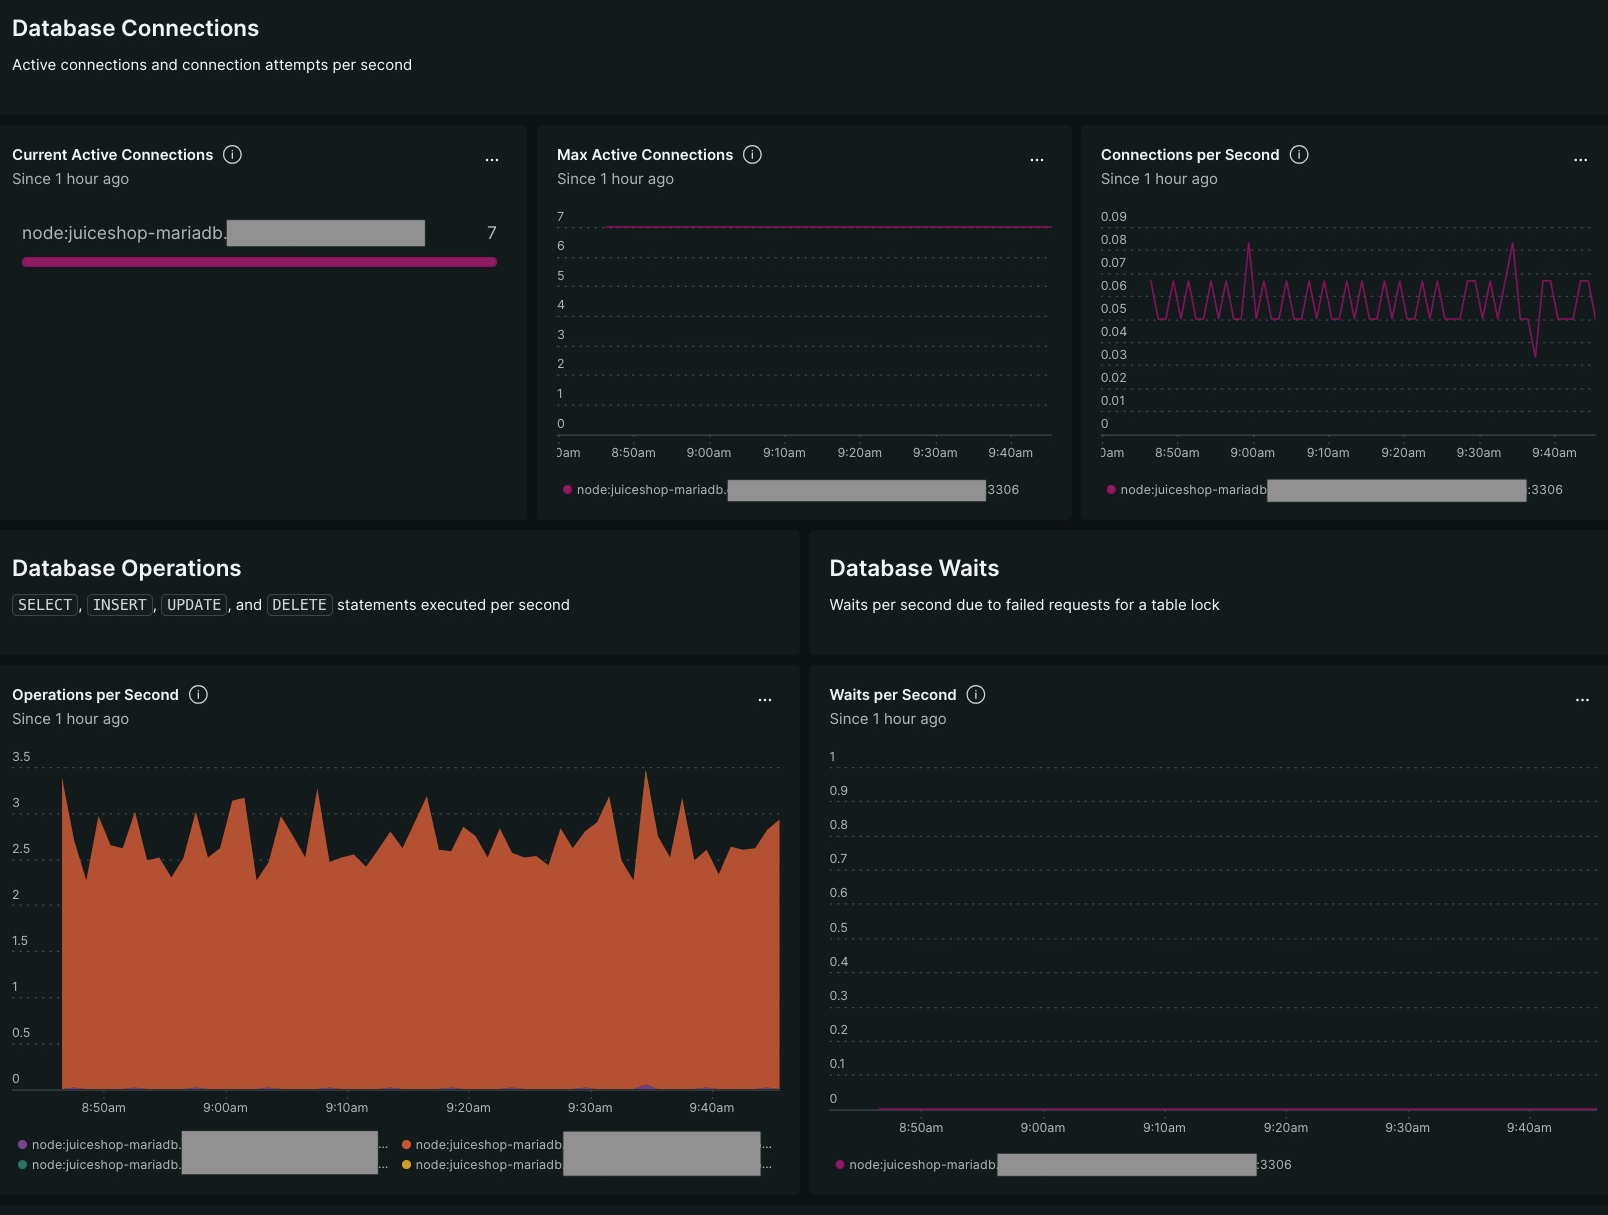 Database Connections
Active connections and connection attempts per second
Current Active Connections
...
Since 1 hour ago
node:juiceshop-mariadb.
7
Max Active Connections
...
Since 1 hour ago
7
6
5
4
3
2
1
0
0am 8:50am 9:00am 9:10am 9:20am 9:30am 9:40am
node:juiceshop-mariadb. 3306
Connections per Second
...
Since 1 hour ago
0.09
0.08
0.07
0.06
0.05
0.04
0.03
0.02
0.01
0
0am 8:50am 9:00am 9:10am 9:20am 9:30am 9:40am
node:juiceshop-mariadb :3306
Database Operations
SELECT, INSERT, UPDATE, and DELETE statements executed per second
Database Waits
Waits per second due to failed requests for a table lock
Operations per Second
...
Since 1 hour ago
3.5
3
2.5
2
1.5
1
0.5
0
8:50am 9:00am 9:10am 9:20am 9:30am 9:40am
node:juiceshop-mariadb. ... node:juiceshop-mariadb ...
node:juiceshop-mariadb. ... node:juiceshop-mariadb. ...
Waits per Second
...
Since 1 hour ago
1
0.9
0.8
0.7
0.6
0.5
0.4
0.3
0.2
0.1
0
8:50am 9:00am 9:10am 9:20am 9:30am 9:40am
node:juiceshop-mariadb. :3306